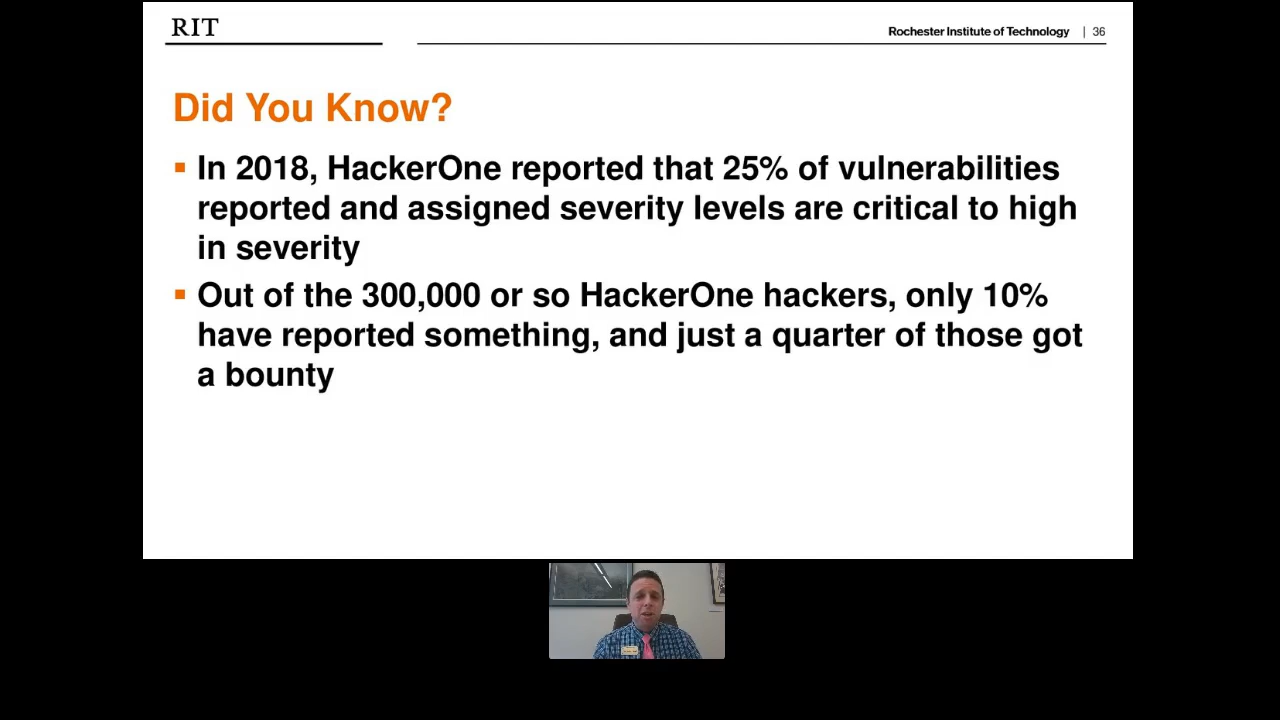 RIT
Rochester Institute of Technology | 36
Did You Know?
▪ In 2018, HackerOne reported that 25% of vulnerabilities
reported and assigned severity levels are critical to high
in severity
▪ Out of the 300,000 or so HackerOne hackers, only 10%
have reported something, and just a quarter of those got
a bounty